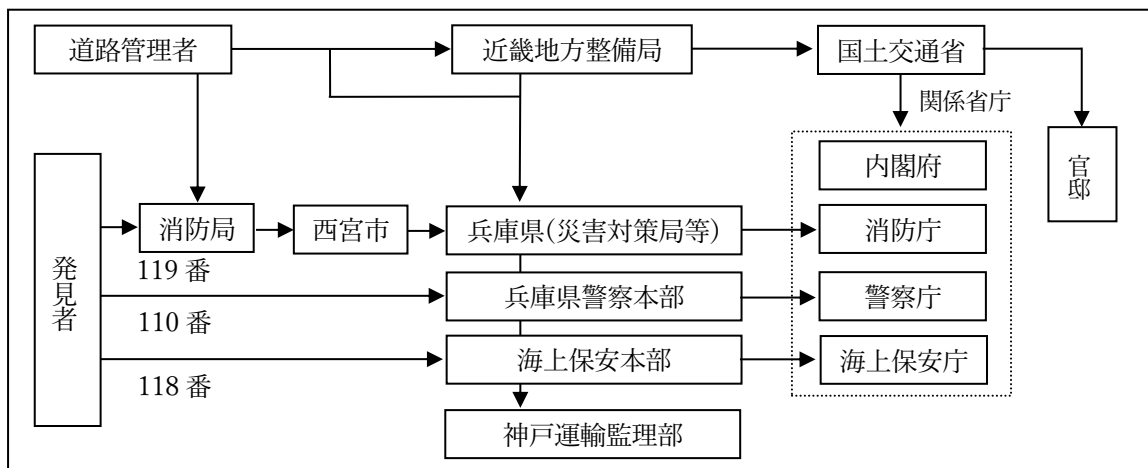 道路管理者
近畿地方整備局
国土交通省
関係省庁
官邸
内閣府
発見者
消防局
西宮市
兵庫県(災害対策局等)
消防庁
119 番
兵庫県警察本部
警察庁
110 番
海上保安本部
海上保安庁
118 番
神戸運輸監理部